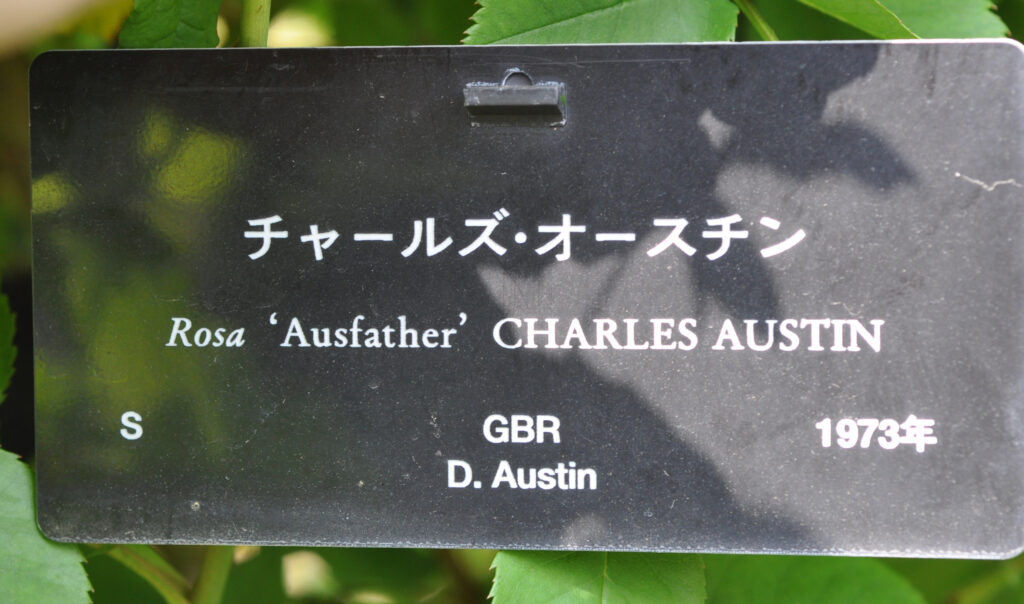 チャールズ・オースチン
Rosa ‘Ausfather’ CHARLES AUSTIN
S GBR 1973年
D. Austin